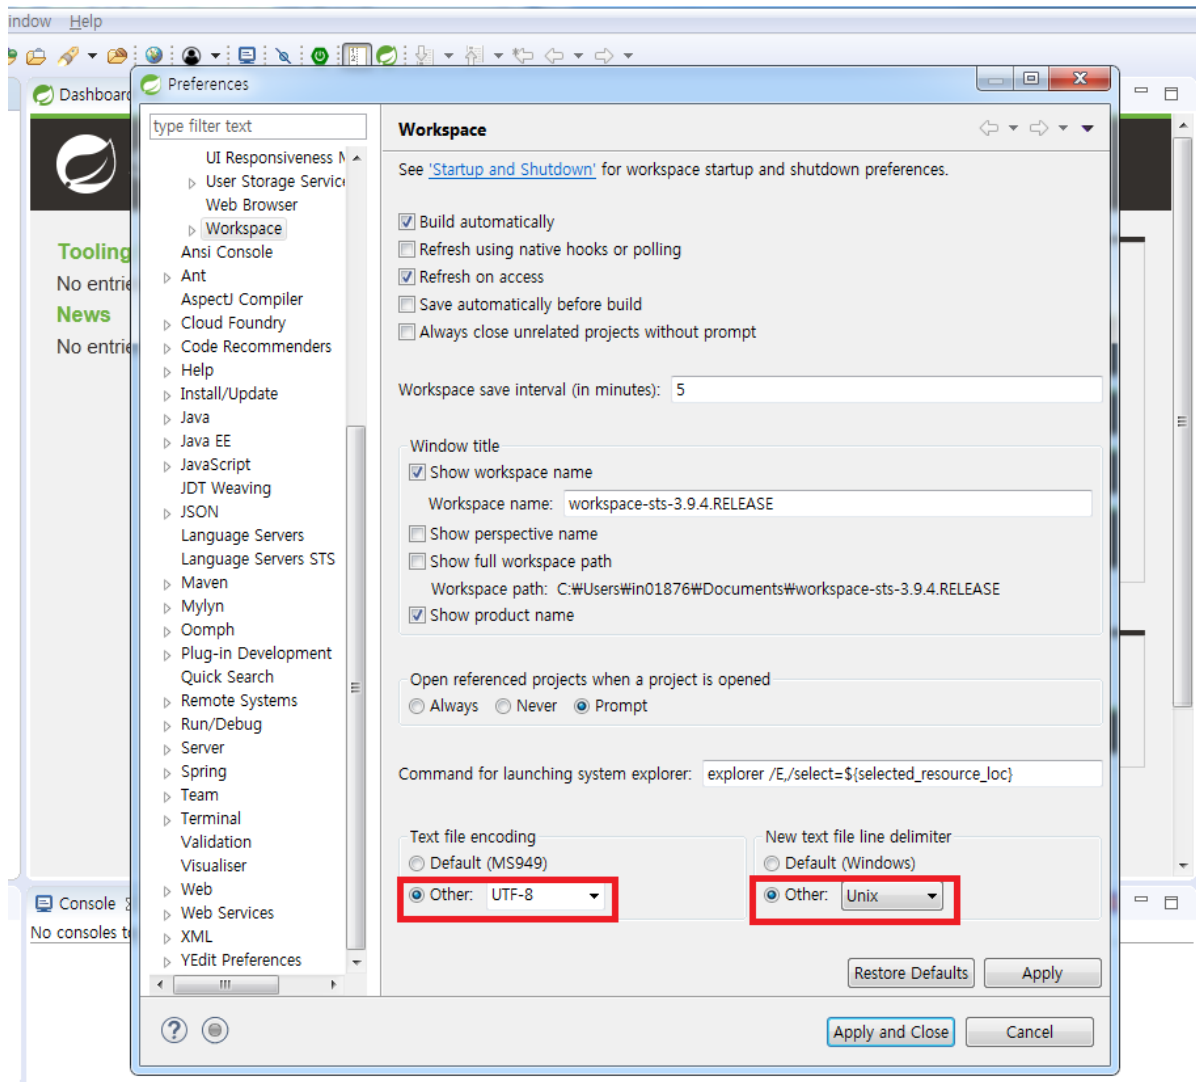 indow Help
Dashboard
Preferences
type filter text
UI Responsiveness M
User Storage Service
Web Browser
Workspace
Ansi Console
Ant
AspectJ Compiler
Cloud Foundry
Code Recommenders
Help
Install/Update
Java
Java EE
JavaScript
JDT Weaving
JSON
Language Servers
Language Servers STS
Maven
Mylyn
Oomph
Plug-in Development
Quick Search
Remote Systems
Run/Debug
Server
Spring
Team
Terminal
Validation
Visualiser
Web
Web Services
XML
YEdit Preferences
Workspace
See 'Startup and Shutdown' for workspace startup and shutdown preferences.
Build automatically
Refresh using native hooks or polling
Refresh on access
Save automatically before build
Always close unrelated projects without prompt
Workspace save interval (in minutes): 5
Window title
Show workspace name
Workspace name: workspace-sts-3.9.4.RELEASE
Show perspective name
Show full workspace path
Workspace path: C:₩Users₩in01876₩Documents₩workspace-sts-3.9.4.RELEASE
Show product name
Open referenced projects when a project is opened
Always Never Prompt
Command for launching system explorer: explorer /E,/select=${selected_resource_loc}
Text file encoding
Default (MS949)
Other: UTF-8
New text file line delimiter
Default (Windows)
Other: Unix
Restore Defaults Apply
Apply and Close Cancel
Tooling
No entrie
News
No entrie
Console
No consoles to